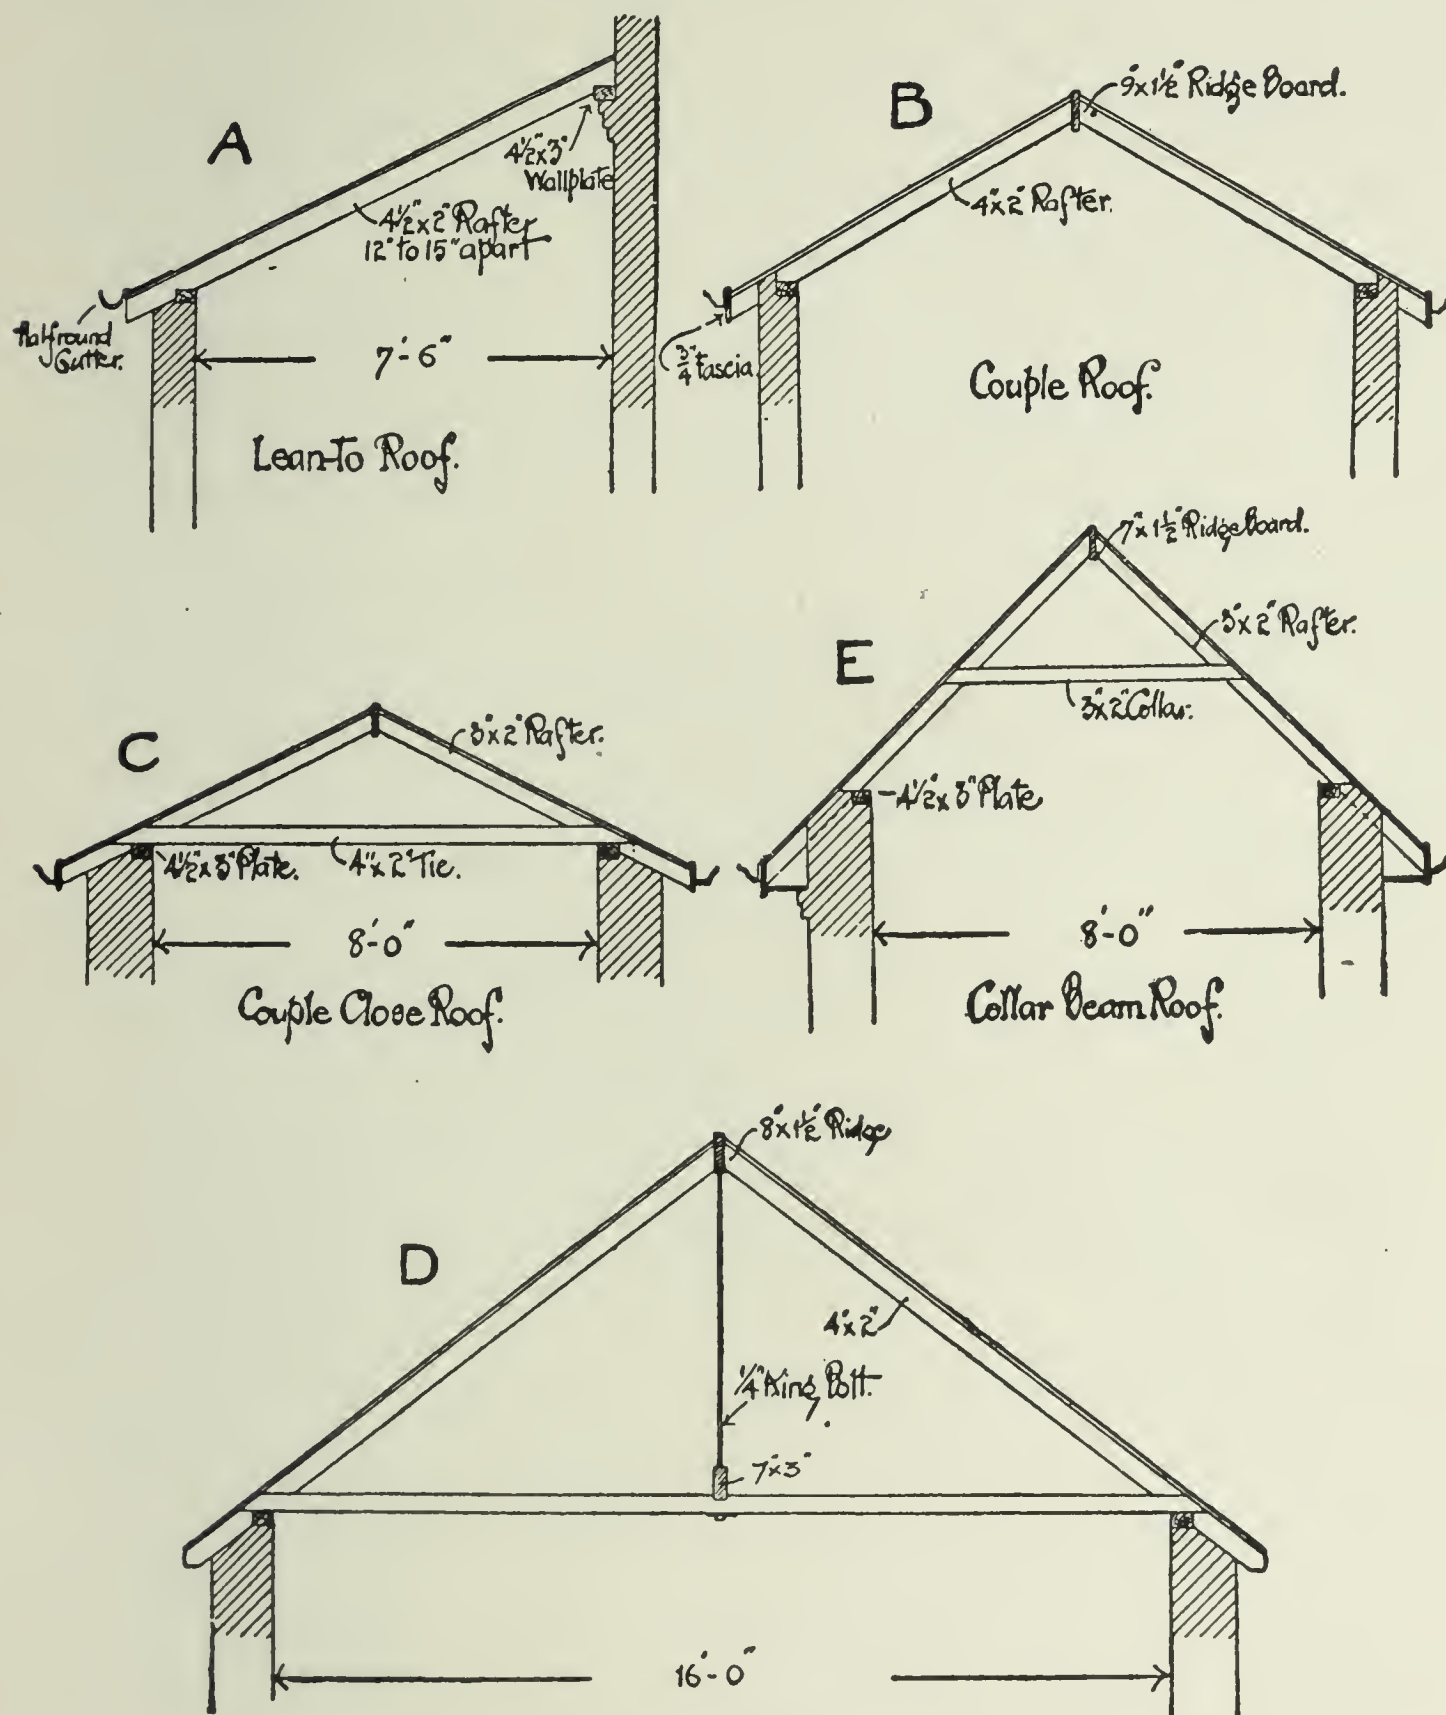 A
4½"x3"
Wallplate
4½"x2" Rafter
12" to 15" apart
Half round
Gutter.
7'-6"
Lean-To Roof.
B
9"x1½" Ridge Board.
4"x2" Rafter.
¾" fascia.
Couple Roof.
C
3"x2" Rafter.
4½"x3" Plate.
4"x2" Tie.
8'-0"
Couple Close Roof.
E
7"x1½" Ridge Board.
3"x2" Rafter.
3"x2" Collar.
4½"x3" Plate
8'-0"
Collar Beam Roof.
D
8"x1½" Ridge
4"x2"
¼" King Bolt.
7"x3"
16'-0"